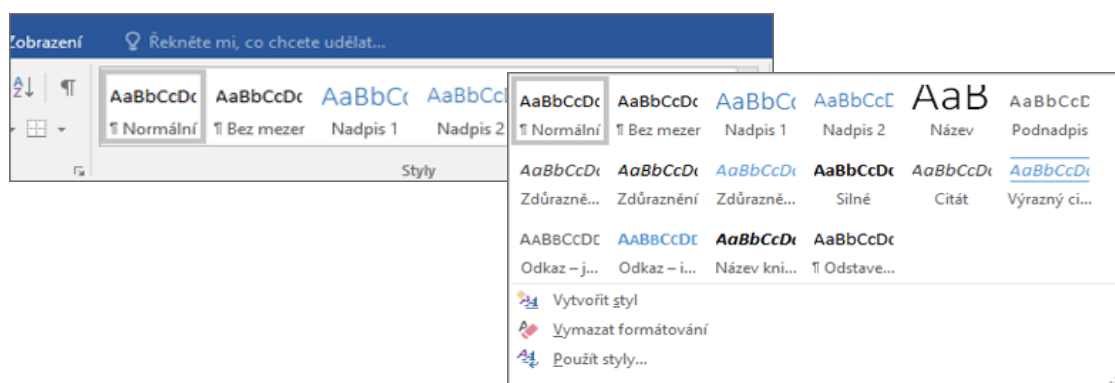 Zobrazení Řekněte mi, co chcete udělat...
AaBbCcDc AaBbCcDc AaBbC AaBbCc
¶ Normální ¶ Bez mezer Nadpis 1 Nadpis 2
Styly
AaBbCcDc AaBbCcDc AaBbC AaBbCcD AaB AaBbCcD
¶ Normální ¶ Bez mezer Nadpis 1 Nadpis 2 Název Podnadpis
AaBbCcDc AaBbCcDc AaBbCcDc AaBbCcDc AaBbCcDc AaBbCcDc
Zdůrazně... Zdůraznění Zdůrazně... Silné Citát Výrazný ci...
AaBbCcDd AaBbCcDd AaBbCcDc AaBbCcDc
Odkaz – j... Odkaz – i... Název kni... ¶ Odstave...
Vytvořit styl
Vymazat formátování
Použít styly...